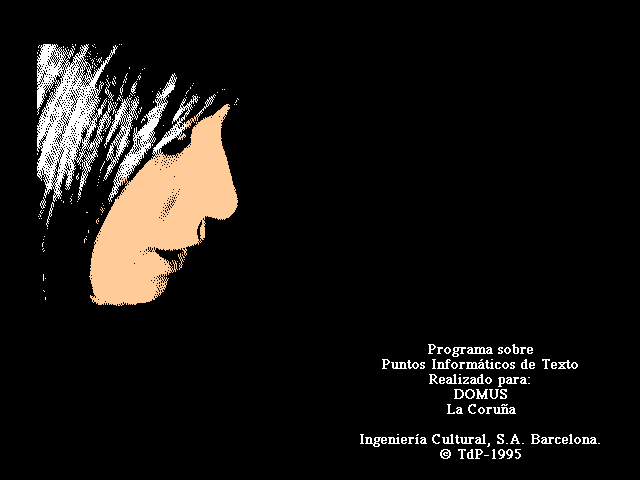 Programa sobre
Puntos Informáticos de Texto
Realizado para:
DOMUS
La Coruña
Ingeniería Cultural, S.A. Barcelona.
© TdP-1995